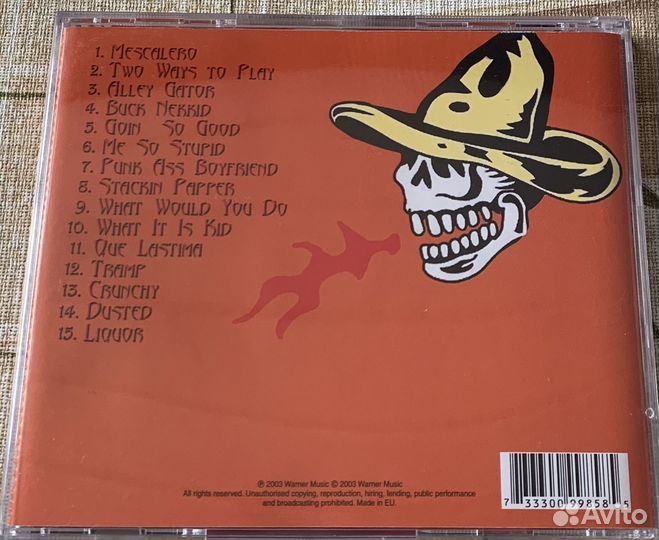 1. Mescalero
2. Two Ways to Play
3. Alley Gator
4. Buck Nekkid
5. Goin So Good
6. Me So Stupid
7. Punk Ass Boyfriend
8. Stackin Papper
9. What Would You Do
10. What It Is Kid
11. Que Lastima
12. Tramp
13. Crunchy
14. Dusted
15. Liquor
℗ 2003 Warner Music © 2003 Warner Music
All rights reserved. Unauthorised copying, reproduction, hiring, lending, public performance
and broadcasting prohibited. Made in EU.
7 33300 99858 5
Avito